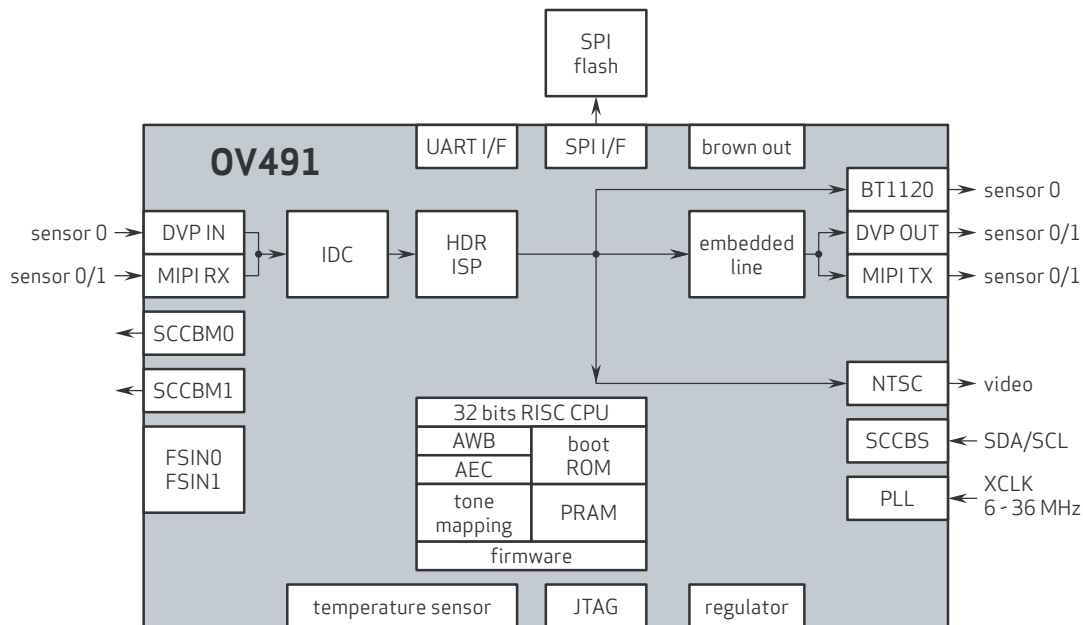 SPI
flash
UART I/F
SPI I/F
brown out
OV491
BT1120
sensor 0
sensor 0
DVP IN
IDC
HDR
ISP
embedded
line
DVP OUT
sensor 0/1
sensor 0/1
MIPI RX
MIPI TX
sensor 0/1
SCCBM0
SCCBM1
NTSC
video
32 bits RISC CPU
AWB
AEC
boot
ROM
tone
mapping
PRAM
firmware
FSIN0
FSIN1
SCCBS
SDA/SCL
PLL
XCLK
6 - 36 MHz
temperature sensor
JTAG
regulator